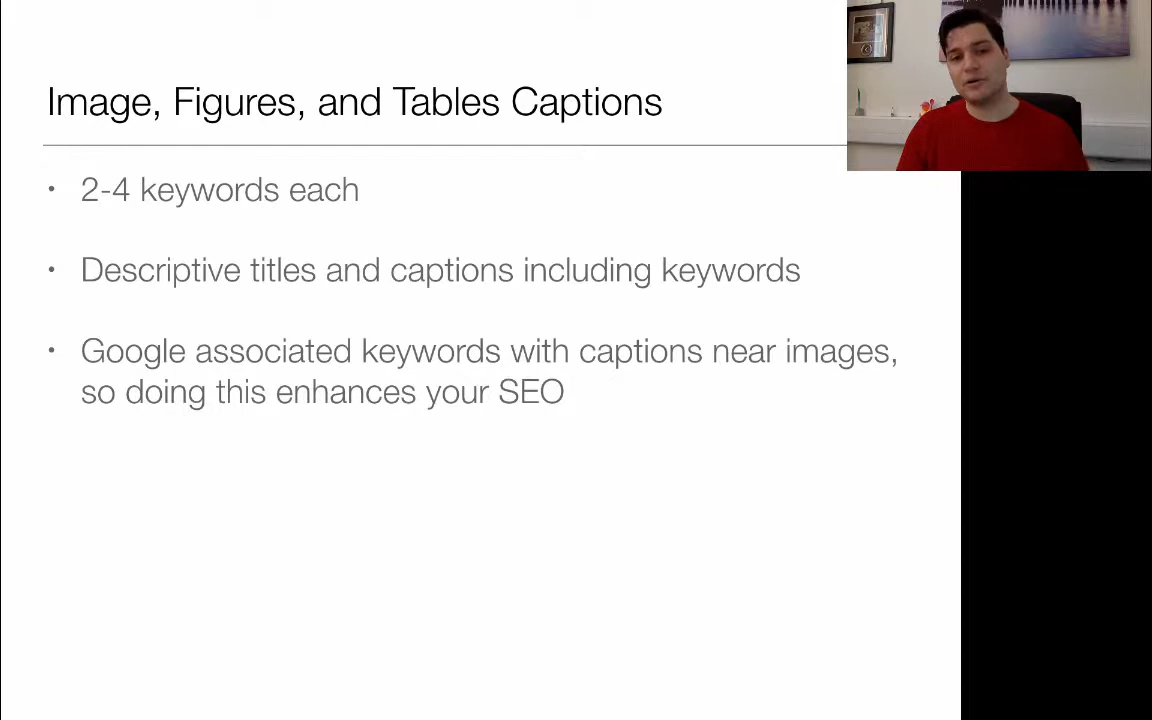 Image, Figures, and Tables Captions
• 2-4 keywords each
• Descriptive titles and captions including keywords
• Google associated keywords with captions near images,
so doing this enhances your SEO